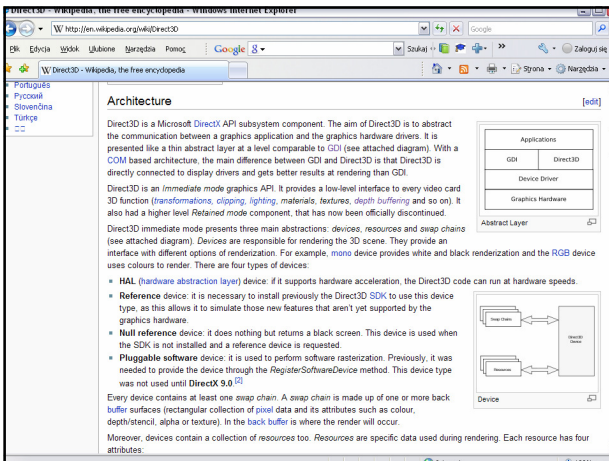 Direct3D - Wikipedia, the free encyclopedia - Windows Internet Explorer
W http://en.wikipedia.org/wiki/Direct3D
Google
Plik Edycja Widok Ulubione Narzędzia Pomoc
Google
Szukaj
Zaloguj się
W Direct3D - Wikipedia, the free encyclopedia
Strona
Narzędzia
Português
Русский
Slovenčina
Türkçe
Architecture
[edit]
Direct3D is a Microsoft DirectX API subsystem component. The aim of Direct3D is to abstract
the communication between a graphics application and the graphics hardware drivers. It is
presented like a thin abstract layer at a level comparable to GDI (see attached diagram). With a
COM based architecture, the main difference between GDI and Direct3D is that Direct3D is
directly connected to display drivers and gets better results at rendering than GDI.
Applications
GDI Direct3D
Device Driver
Graphics Hardware
Abstract Layer
Direct3D is an Immediate mode graphics API. It provides a low-level interface to every video card
3D function (transformations, clipping, lighting, materials, textures, depth buffering and so on). It
also had a higher level Retained mode component, that has now been officially discontinued.
Direct3D immediate mode presents three main abstractions: devices, resources and swap chains
(see attached diagram). Devices are responsible for rendering the 3D scene. They provide an
interface with different options of renderization. For example, mono device provides white and black renderization and the RGB device
uses colours to render. There are four types of devices:
HAL (hardware abstraction layer) device: if it supports hardware acceleration, the Direct3D code can run at hardware speeds.
Reference device: it is necessary to install previously the Direct3D SDK to use this device
type, as this allows it to simulate those new features that aren't yet supported by the
graphics hardware.
Null reference device: it does nothing but returns a black screen. This device is used when
the SDK is not installed and a reference device is requested.
Pluggable software device: it is used to perform software rasterization. Previously, it was
needed to provide the device through the RegisterSoftwareDevice method. This device type
was not used until DirectX 9.0.[2]
Swap Chains
Direct3D
Device
Resources
Device
Every device contains at least one swap chain. A swap chain is made up of one or more back
buffer surfaces (rectangular collection of pixel data and its attributes such as colour,
depth/stencil, alpha or texture). In the back buffer is where the render will occur.
Moreover, devices contain a collection of resources too. Resources are specific data used during rendering. Each resource has four
attributes: